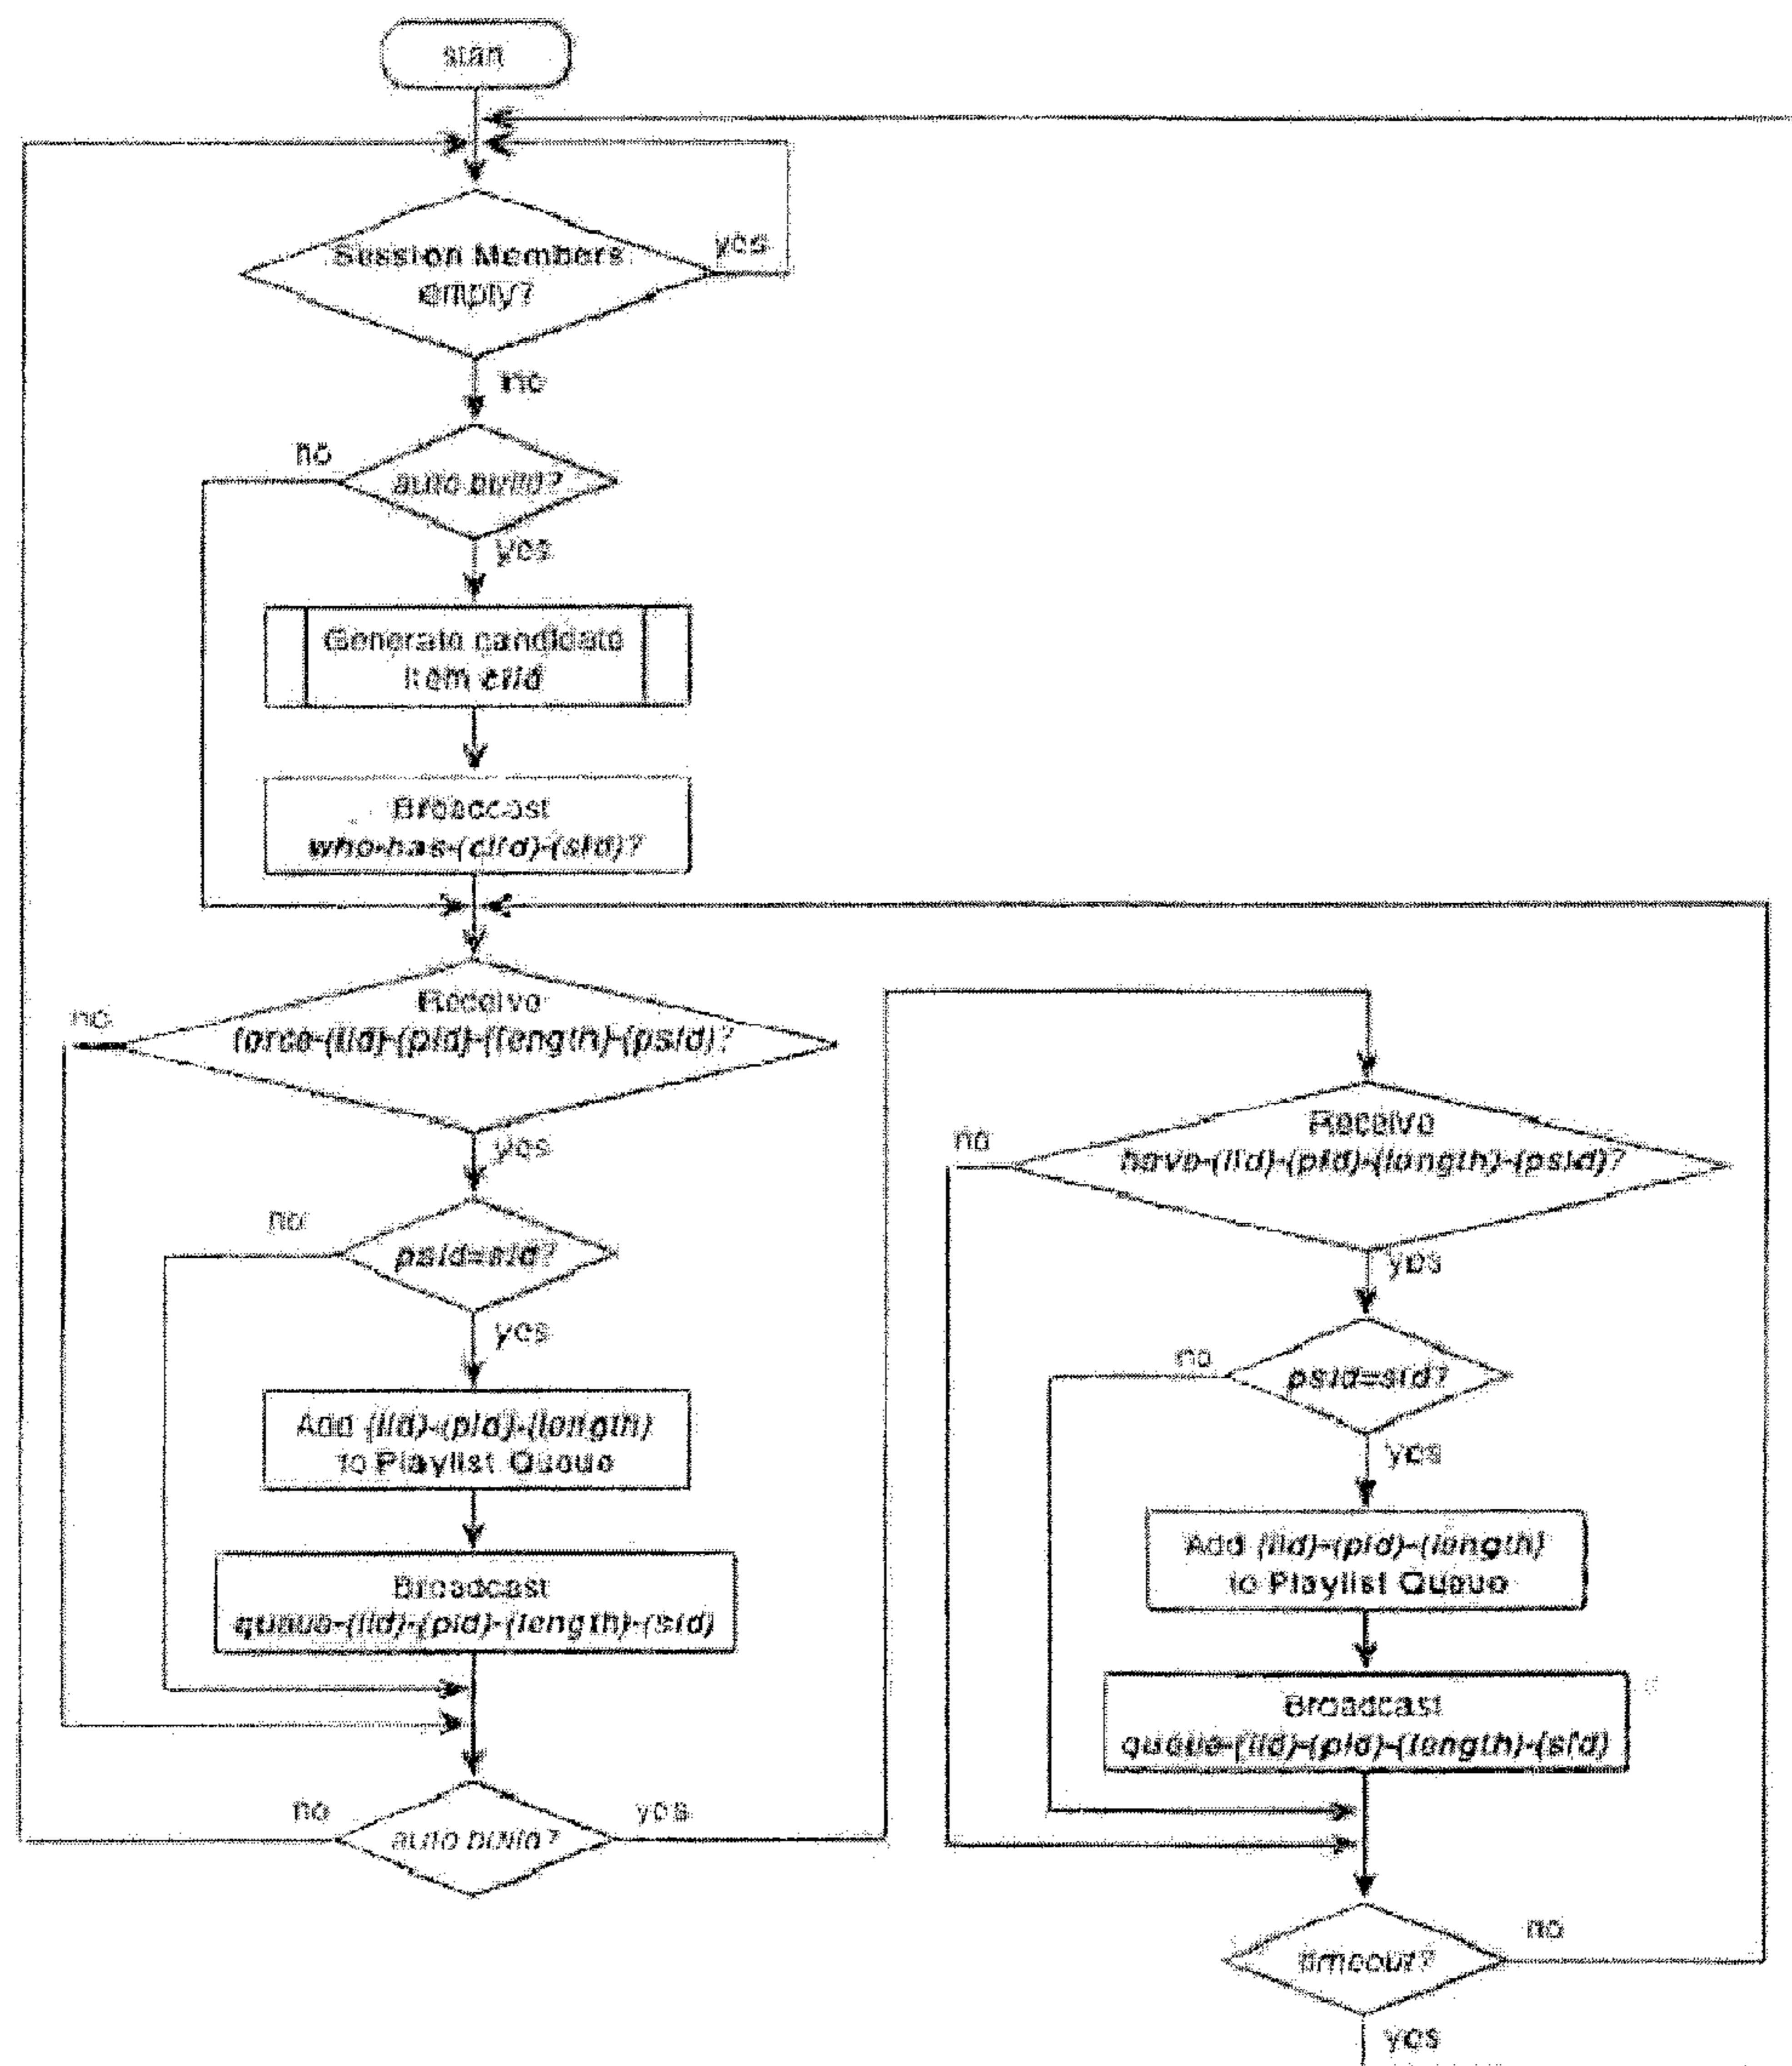 start
Session Members
empty?
yes
no
no
auto build?
yes
Generate candidate
item ciid
Broadcast
who-has-(ciid)-(sid)?
Receive
force-(iid)-(pid)-(length)-(psid)?
no
yes
no
psid=sid?
yes
Add (iid)-(pid)-(length)
to Playlist Queue
Broadcast
queue-(iid)-(pid)-(length)-(sid)
no
auto build?
yes
Receive
have-(iid)-(pid)-(length)-(psid)?
no
yes
no
psid=sid?
yes
Add (iid)-(pid)-(length)
to Playlist Queue
Broadcast
queue-(iid)-(pid)-(length)-(sid)
timeout?
no
yes